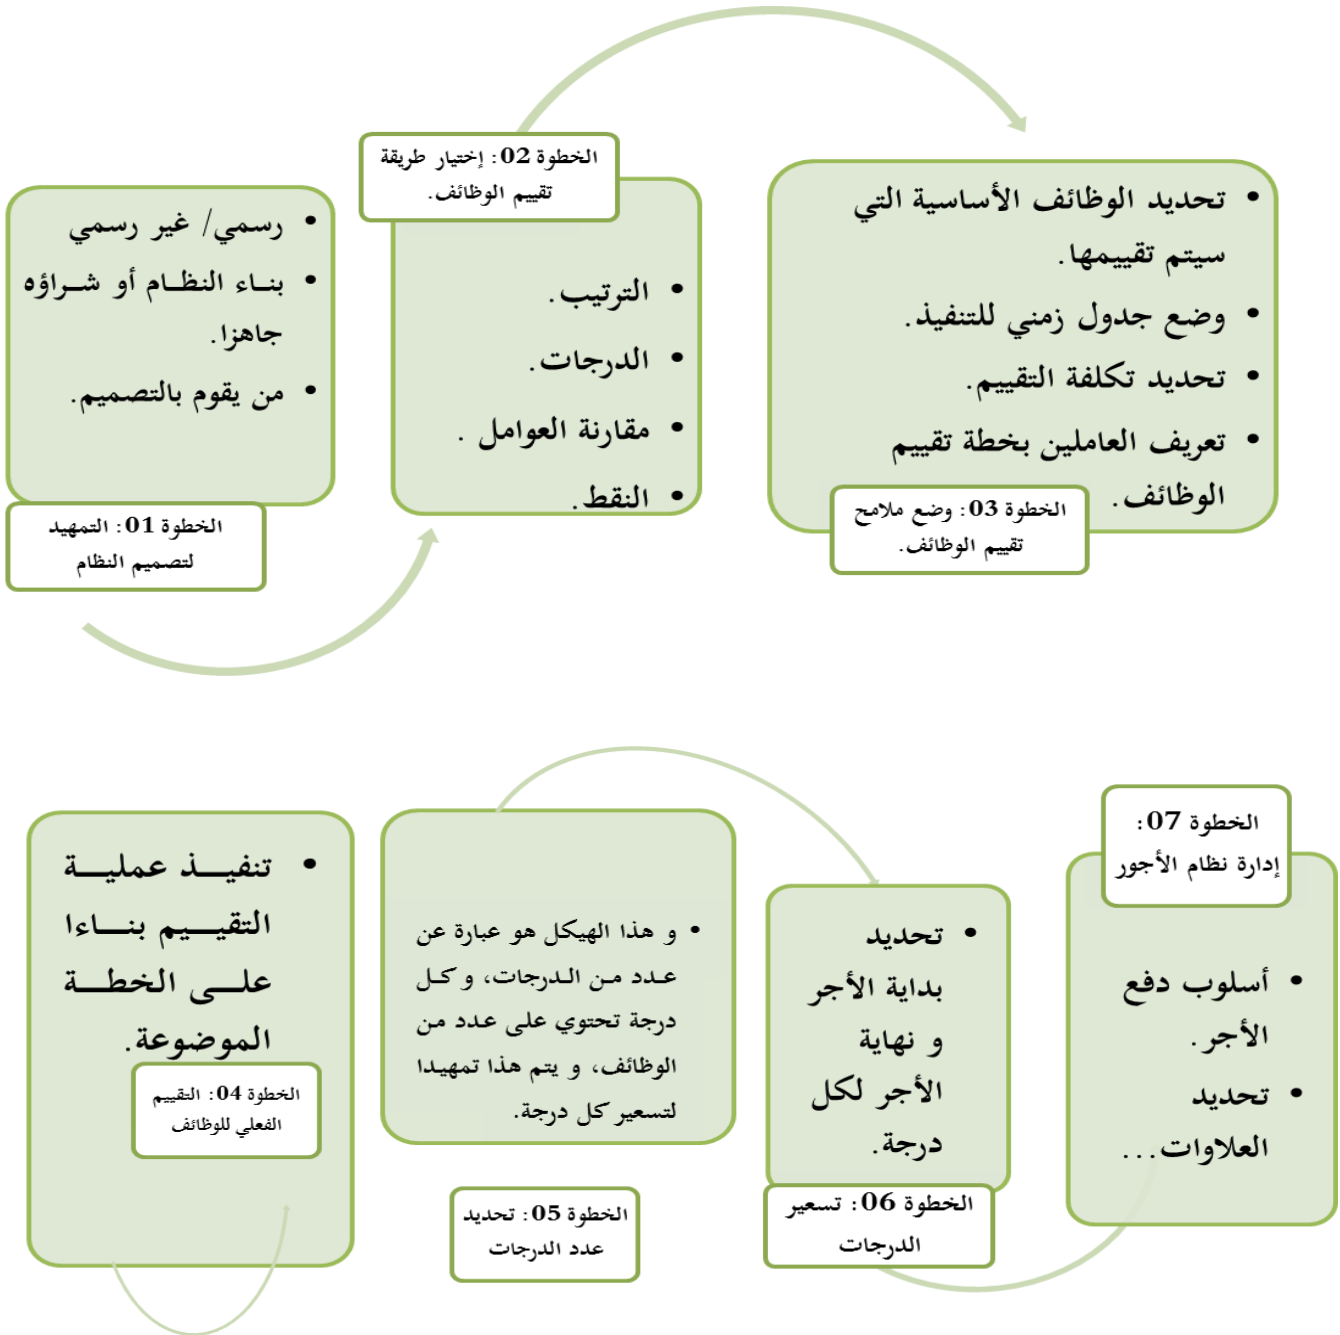 الخطوة 01: التمهيد
لتصميم النظام
• رسمي/ غير رسمي
• بناء النظام أو شراؤه
جاهزا.
• من يقوم بالتصميم.
الخطوة 02: إختيار طريقة
تقييم الوظائف.
• الترتيب.
• الدرجات.
• مقارنة العوامل .
• النقط.
الخطوة 03: وضع ملامح
تقييم الوظائف.
• تحديد الوظائف الأساسية التي
سيتم تقييمها.
• وضع جدول زمني للتنفيذ.
• تحديد تكلفة التقييم.
• تعريف العاملين بخطة تقييم
الوظائف.
الخطوة 04: التقييم
الفعلي للوظائف
• تنفيذ عملية
التقييم بناءا
على الخطة
الموضوعة.
الخطوة 05: تحديد
عدد الدرجات
• و هذا الهيكل هو عبارة عن
عدد من الدرجات، و كل
درجة تحتوي على عدد من
الوظائف، و يتم هذا تمهيدا
لتسعير كل درجة.
الخطوة 06: تسعير
الدرجات
• تحديد
بداية الأجر
و نهاية
الأجر لكل
درجة.
الخطوة 07:
إدارة نظام الأجور
• أسلوب دفع
الأجر.
• تحديد
العلاوات...